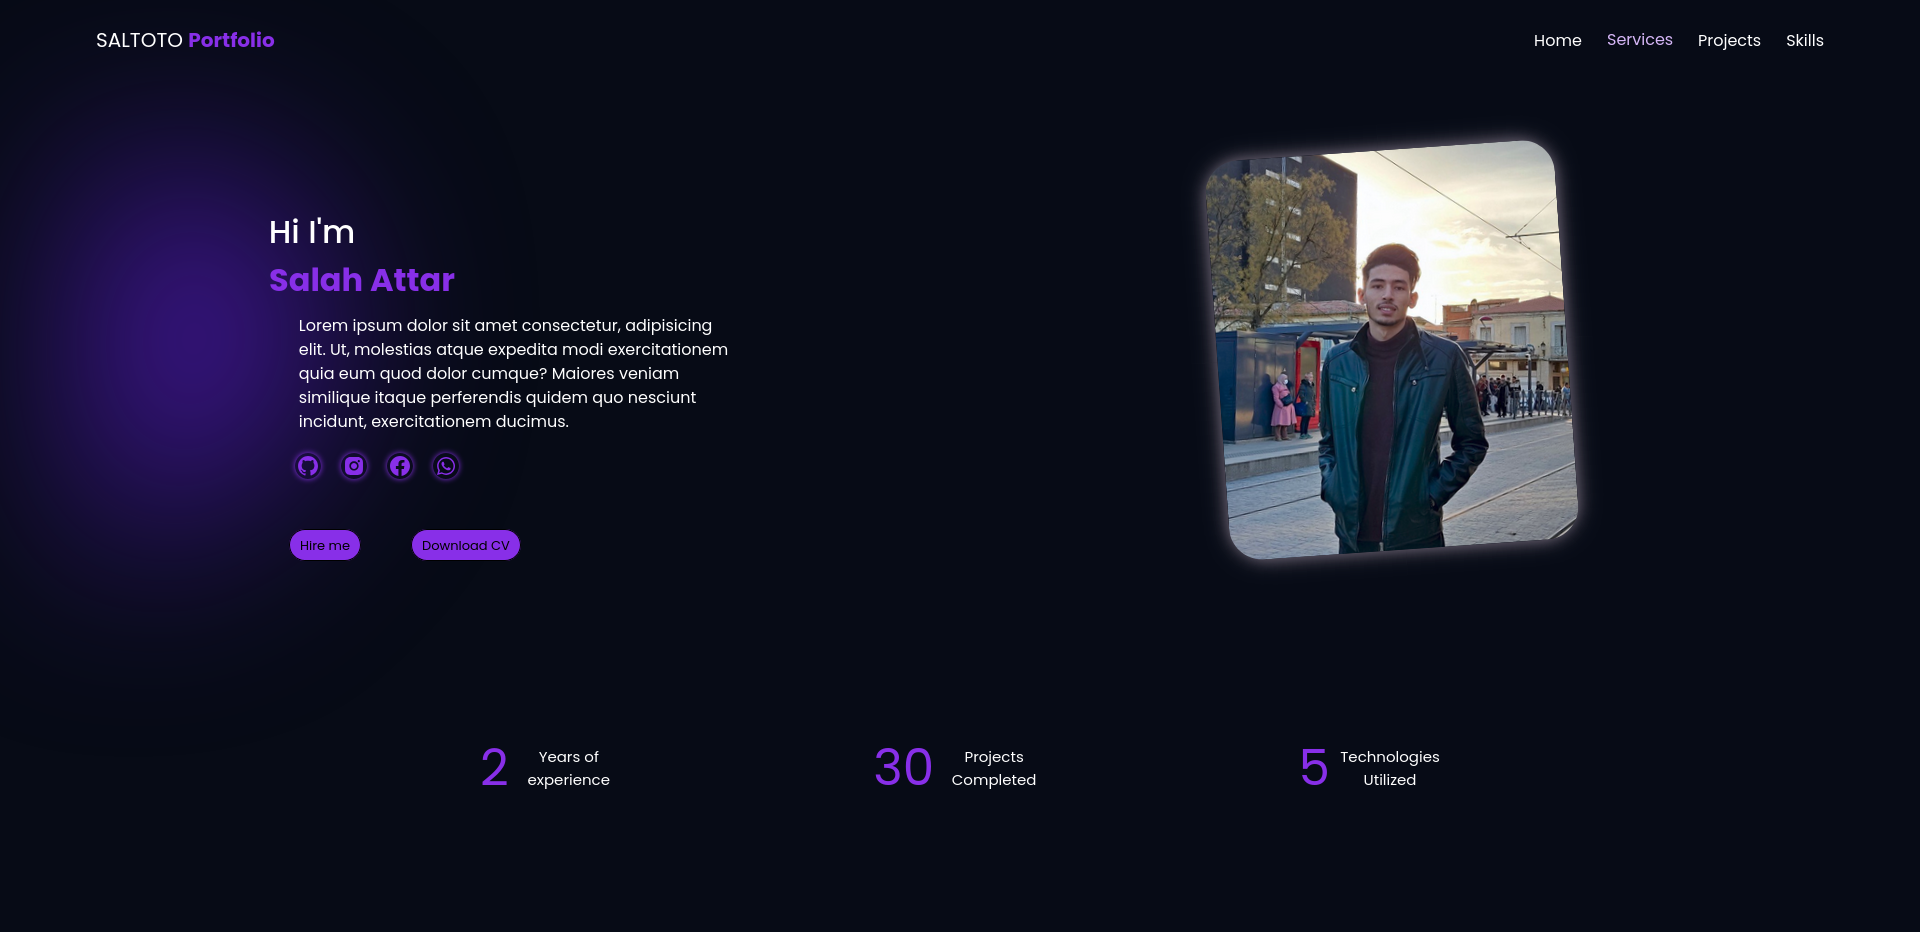 SALTOTO Portfolio
Home Services Projects Skills
Hi I'm
Salah Attar
Lorem ipsum dolor sit amet consectetur, adipisicing
elit. Ut, molestias atque expedita modi exercitationem
quia eum quod dolor cumque? Maiores veniam
similique itaque perferendis quidem quo nesciunt
incidunt, exercitationem ducimus.
Hire me
Download CV
2 Years of
experience
30 Projects
Completed
5 Technologies
Utilized